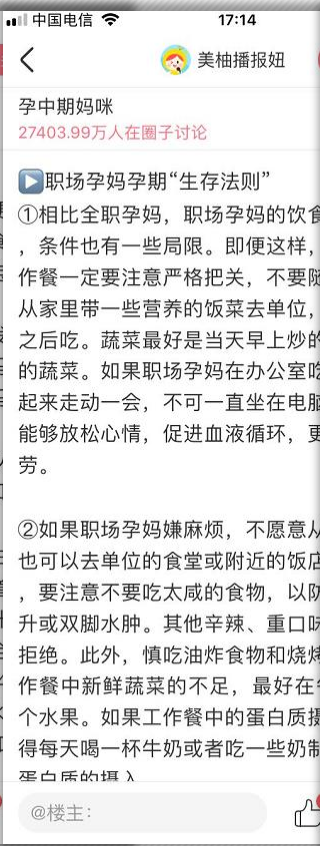 中国电信
17:14
美柚播报妞
孕中期妈咪
27403.99万人在圈子讨论
职场孕妈孕期“生存法则”
①相比全职孕妈，职场孕妈的饮食
，条件也有一些局限。即便这样，
作餐一定要注意严格把关，不要随
从家里带一些营养的饭菜去单位，
之后吃。蔬菜最好是当天早上炒的
的蔬菜。如果职场孕妈在办公室吃
起来走动一会，不可一直坐在电脑
能够放松心情，促进血液循环，更
劳。
②如果职场孕妈嫌麻烦，不愿意从
也可以去单位的食堂或附近的饭店
，要注意不要吃太咸的食物，以防
升或双脚水肿。其他辛辣、重口味
拒绝。此外，慎吃油炸食物和烧烤
作餐中新鲜蔬菜的不足，最好在午
个水果。如果工作餐中的蛋白质摄
得每天喝一杯牛奶或者吃一些奶制
蛋白质的摄入
@楼主: